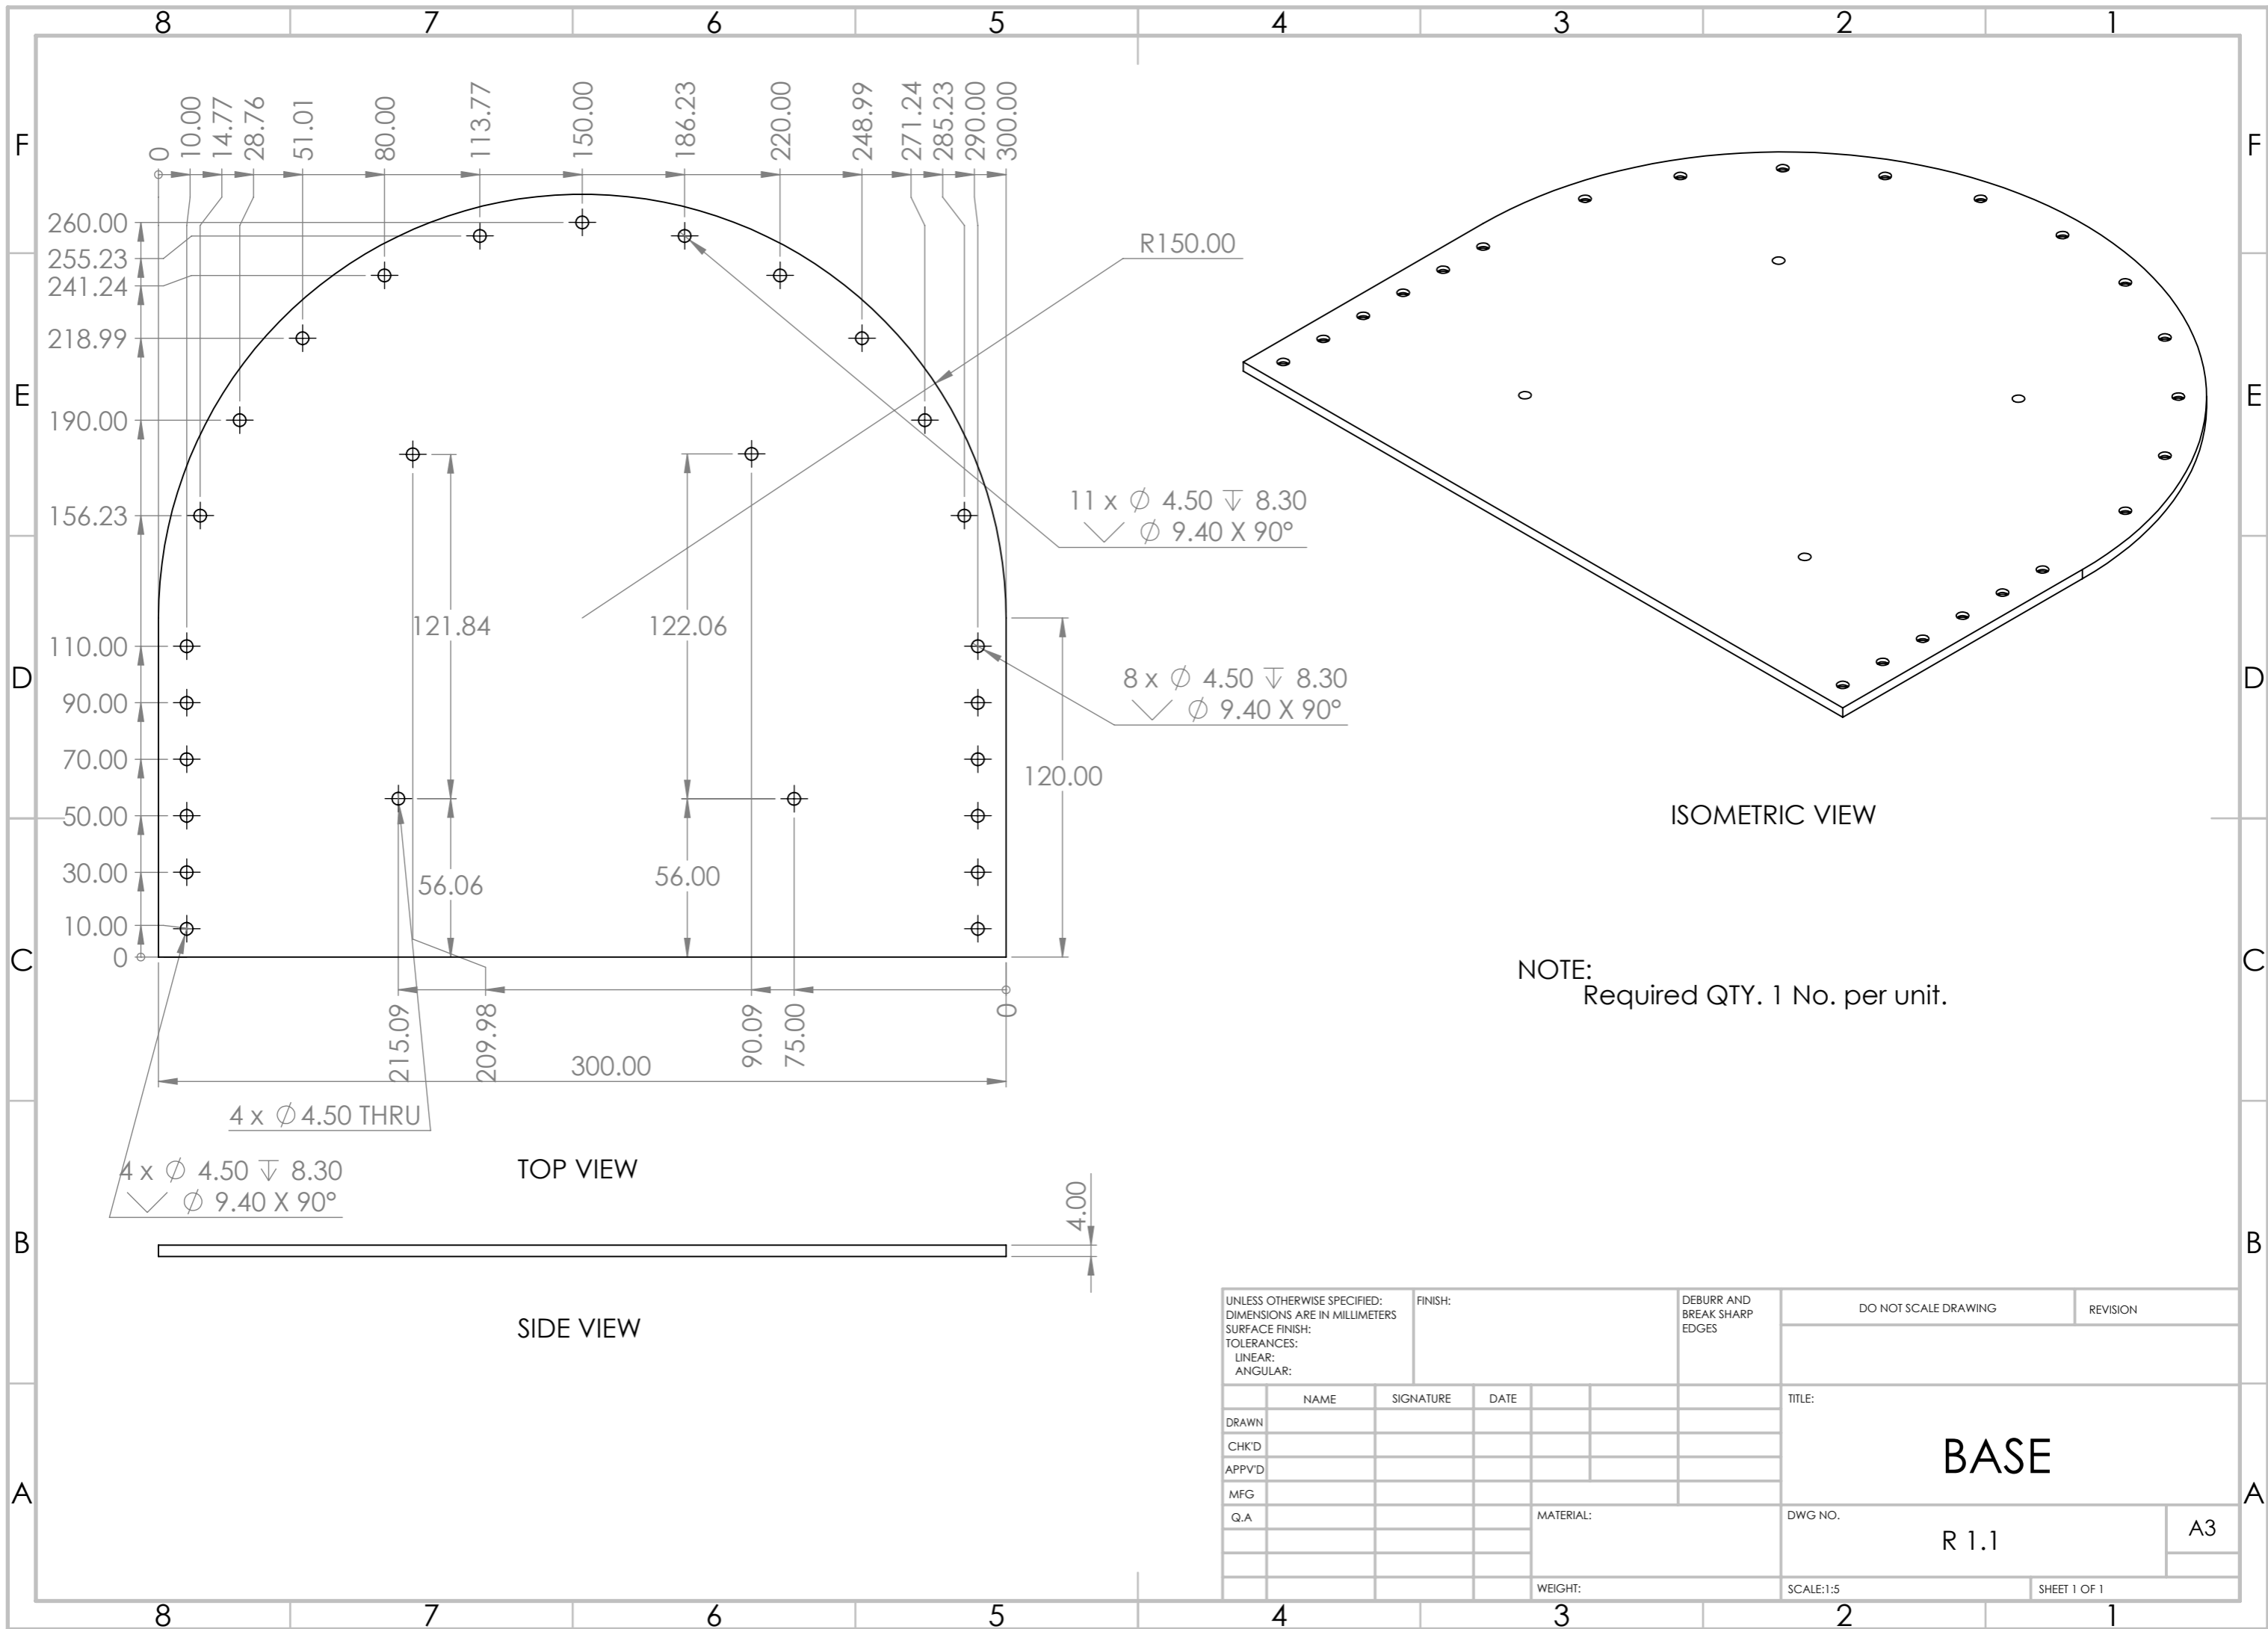 8 7 6 5 4 3 2 1
F
E
D
C
B
A
F
E
D
C
B
A
0
10.00
14.77
28.76
51.01
80.00
113.77
150.00
186.23
220.00
248.99
271.24
285.23
290.00
300.00
260.00
255.23
241.24
218.99
190.00
156.23
110.00
90.00
70.00
50.00
30.00
10.00
0
R150.00
11 x ∅ 4.50 ↧ 8.30
⌵ ∅ 9.40 X 90°
8 x ∅ 4.50 ↧ 8.30
⌵ ∅ 9.40 X 90°
121.84
122.06
120.00
56.06
56.00
215.09
209.98
90.09
75.00
0
300.00
4 x ∅ 4.50 THRU
4 x ∅ 4.50 ↧ 8.30
⌵ ∅ 9.40 X 90°
TOP VIEW
4.00
SIDE VIEW
ISOMETRIC VIEW
NOTE:
Required QTY. 1 No. per unit.
UNLESS OTHERWISE SPECIFIED:
DIMENSIONS ARE IN MILLIMETERS
SURFACE FINISH:
TOLERANCES:
LINEAR:
ANGULAR:
FINISH:
DEBURR AND
BREAK SHARP
EDGES
DO NOT SCALE DRAWING
REVISION
NAME SIGNATURE DATE
DRAWN
CHK'D
APPV'D
MFG
Q.A
TITLE:
BASE
MATERIAL:
DWG NO.
R 1.1
A3
WEIGHT:
SCALE:1:5
SHEET 1 OF 1
8 7 6 5 4 3 2 1